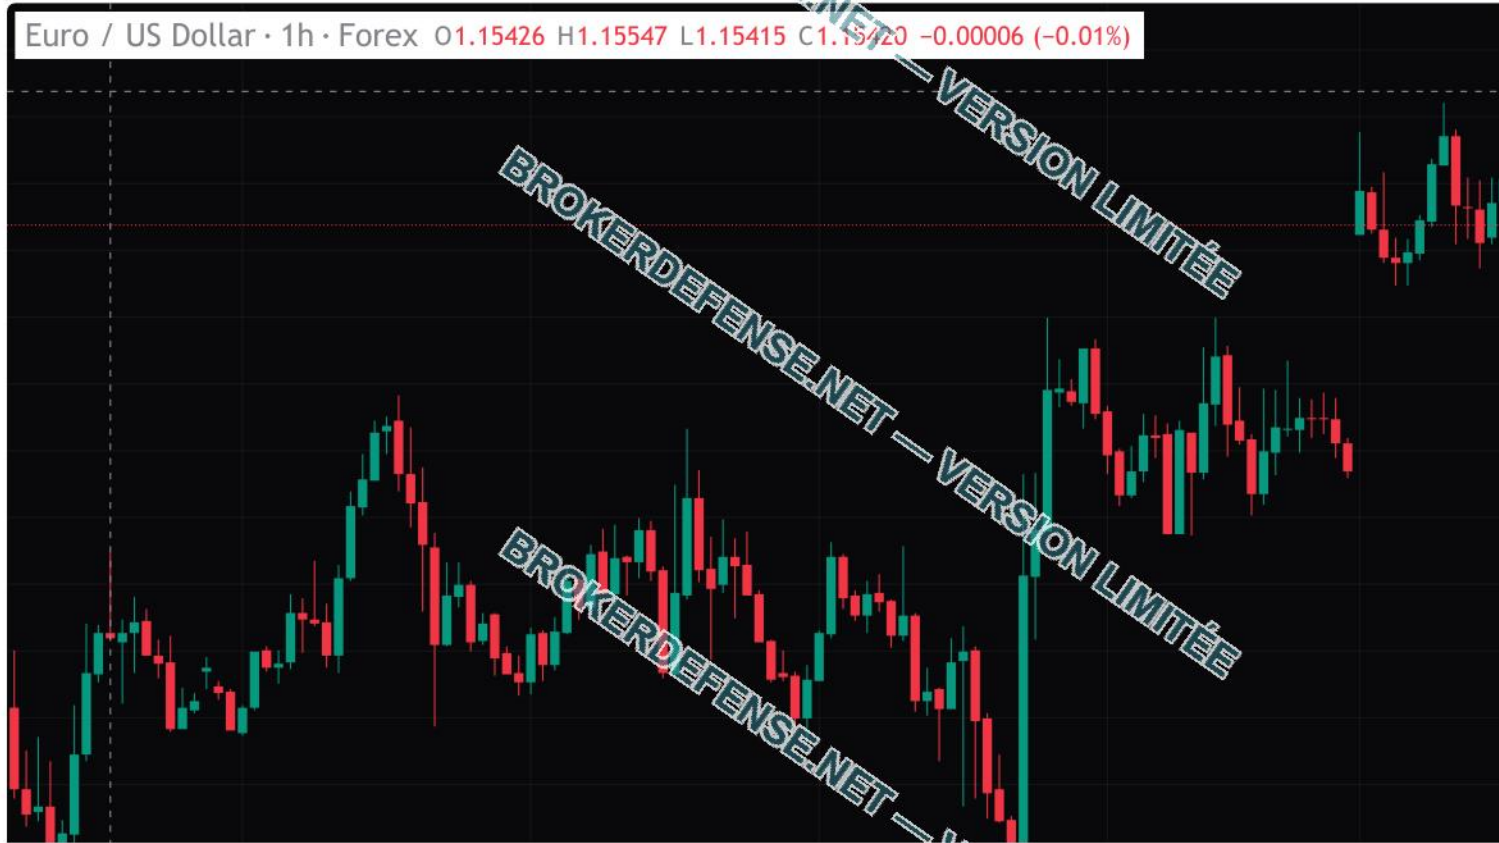 Euro / US Dollar · 1h · Forex O1.15426 H1.15547 L1.15415 C1.15420 −0.00006 (−0.01%)
.NET — VERSION LIMITÉE
BROKERDEFENSE.NET — VERSION LIMITÉE
BROKERDEFENSE.NET — V